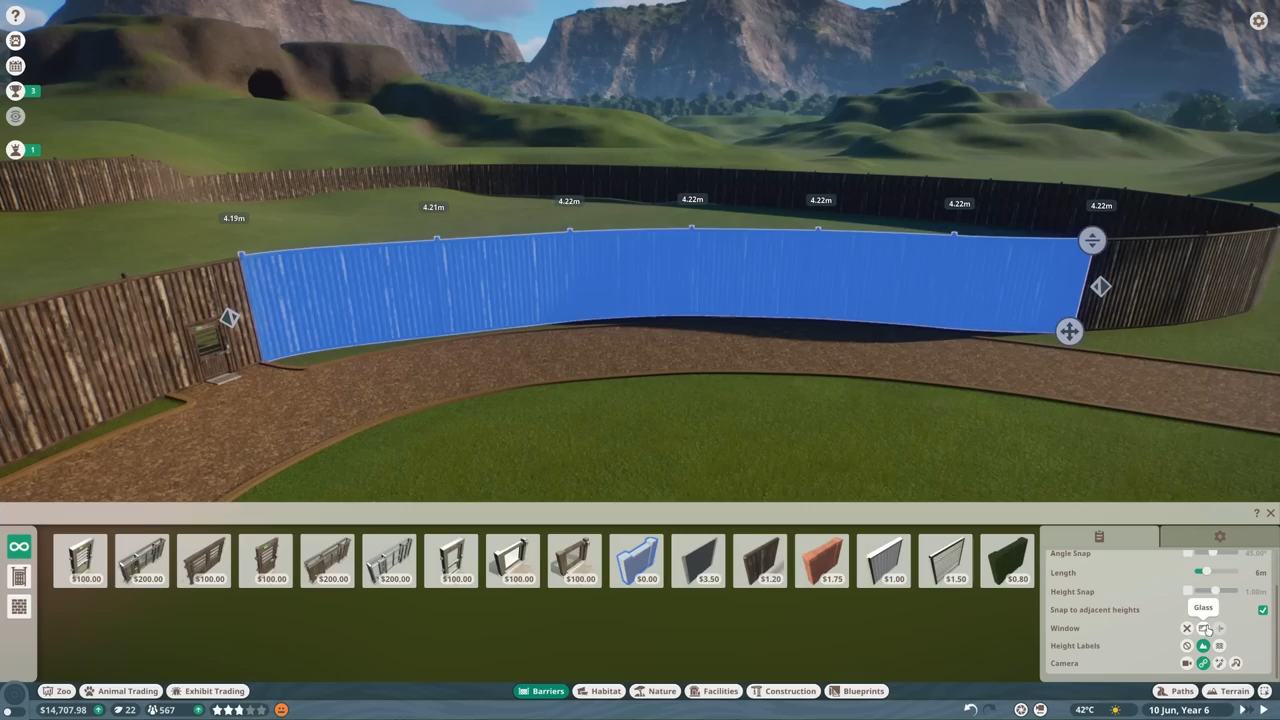 ?
3
1
4.19m
4.21m
4.22m
4.22m
4.22m
4.22m
4.22m
?
$100.00
$200.00
$100.00
$100.00
$200.00
$200.00
$100.00
$100.00
$100.00
$0.00
$3.50
$1.20
$1.75
$1.00
$1.50
$0.80
Angle Snap 45.00°
Length 6m
Height Snap 1.00m
Glass
Snap to adjacent heights
Window
Height Labels
Camera
Zoo
Animal Trading
Exhibit Trading
Barriers
Habitat
Nature
Facilities
Construction
Blueprints
Paths
Terrain
$14,707.98
22
567
42°C
10 Jun, Year 6